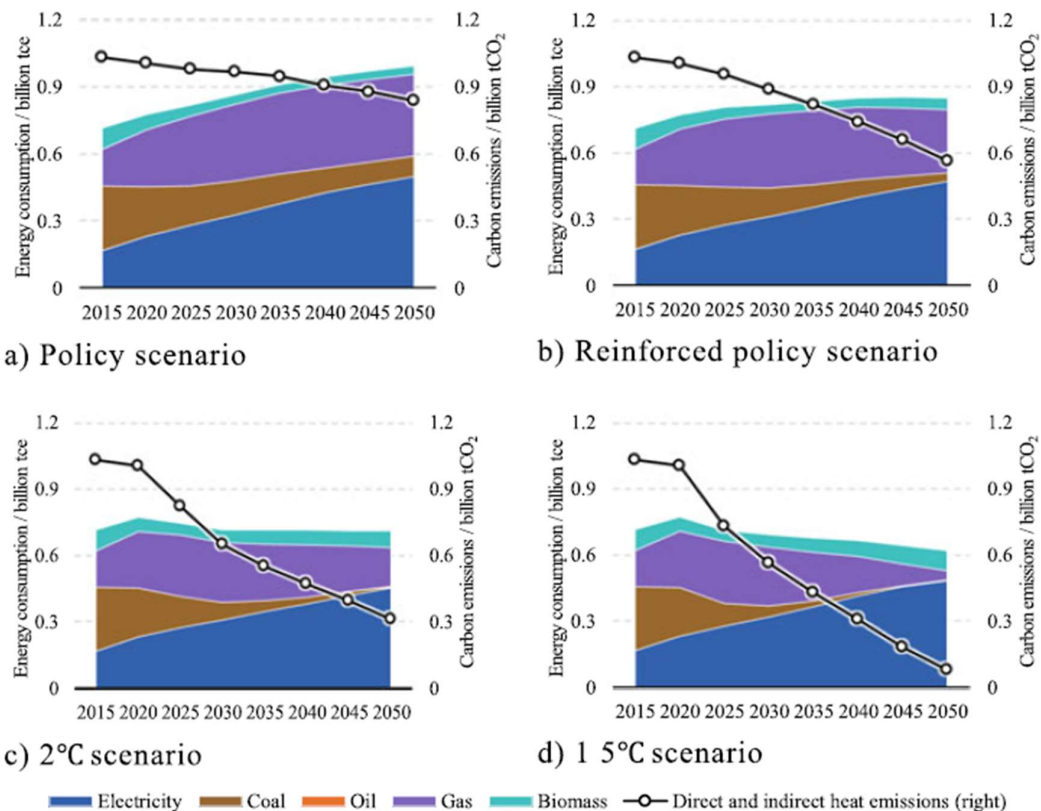 1.2 1.2 1.2 1.2
0.9 0.9 0.9 0.9
0.6 0.6 0.6 0.6
0.3 0.3 0.3 0.3
0 0 0 0
Energy consumption / billion tce
Carbon emissions / billion tCO₂
Energy consumption / billion tce
Carbon emissions / billion tCO₂
2015 2020 2025 2030 2035 2040 2045 2050
2015 2020 2025 2030 2035 2040 2045 2050
a) Policy scenario
b) Reinforced policy scenario
1.2 1.2 1.2 1.2
0.9 0.9 0.9 0.9
0.6 0.6 0.6 0.6
0.3 0.3 0.3 0.3
0 0 0 0
Energy consumption / billion tce
Carbon emissions / billion tCO₂
Energy consumption / billion tce
Carbon emissions / billion tCO₂
2015 2020 2025 2030 2035 2040 2045 2050
2015 2020 2025 2030 2035 2040 2045 2050
c) 2℃ scenario
d) 1 5℃ scenario
Electricity Coal Oil Gas Biomass Direct and indirect heat emissions (right)